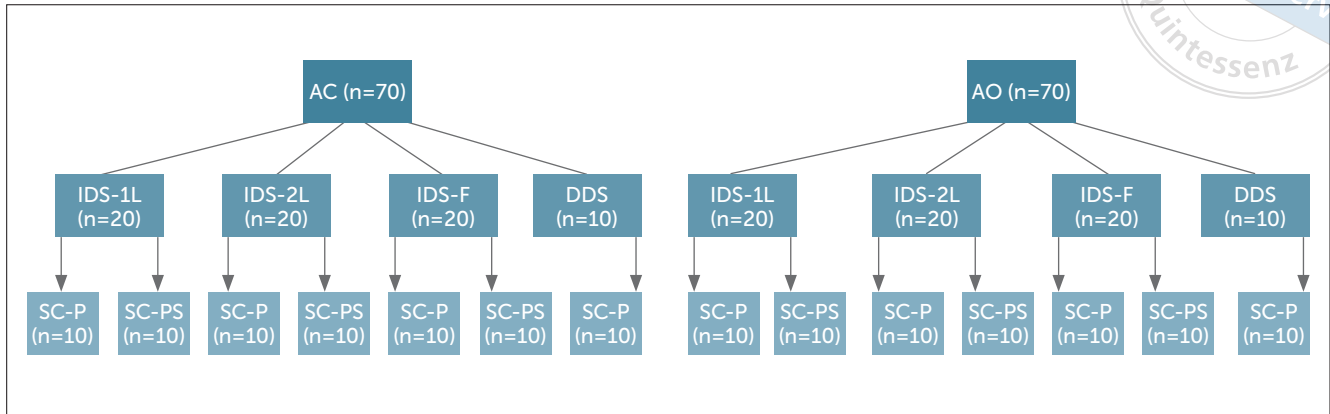 AC (n=70)
AO (n=70)
IDS-1L
(n=20)
IDS-2L
(n=20)
IDS-F
(n=20)
DDS
(n=10)
IDS-1L
(n=20)
IDS-2L
(n=20)
IDS-F
(n=20)
DDS
(n=10)
SC-P
(n=10)
SC-PS
(n=10)
SC-P
(n=10)
SC-PS
(n=10)
SC-P
(n=10)
SC-PS
(n=10)
SC-P
(n=10)
SC-P
(n=10)
SC-PS
(n=10)
SC-P
(n=10)
SC-PS
(n=10)
SC-P
(n=10)
SC-PS
(n=10)
SC-P
(n=10)
uintessenz